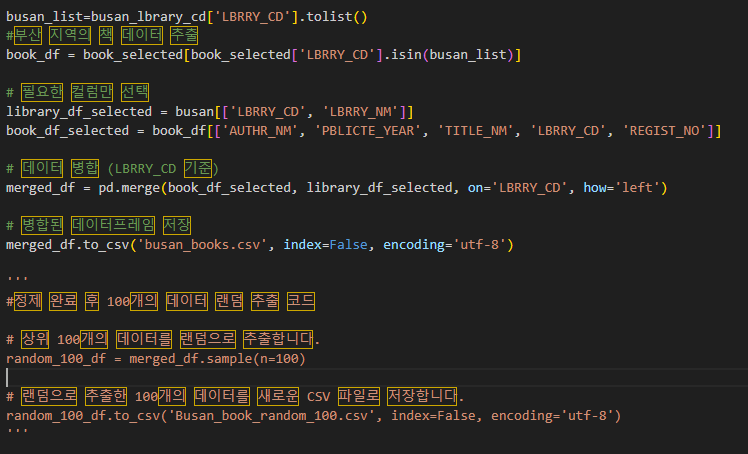 busan_list=busan_lbrary_cd['LBRRY_CD'].tolist()
#부산 지역의 책 데이터 추출
book_df = book_selected[book_selected['LBRRY_CD'].isin(busan_list)]
# 필요한 컬럼만 선택
library_df_selected = busan[['LBRRY_CD', 'LBRRY_NM']]
book_df_selected = book_df[['AUTHR_NM', 'PBLICTE_YEAR', 'TITLE_NM', 'LBRRY_CD', 'REGIST_NO']]
# 데이터 병합 (LBRRY_CD 기준)
merged_df = pd.merge(book_df_selected, library_df_selected, on='LBRRY_CD', how='left')
# 병합된 데이터프레임 저장
merged_df.to_csv('busan_books.csv', index=False, encoding='utf-8')
'''
#정제 완료 후 100개의 데이터 랜덤 추출 코드
# 상위 100개의 데이터를 랜덤으로 추출합니다.
random_100_df = merged_df.sample(n=100)
# 랜덤으로 추출한 100개의 데이터를 새로운 CSV 파일로 저장합니다.
random_100_df.to_csv('Busan_book_random_100.csv', index=False, encoding='utf-8')
'''